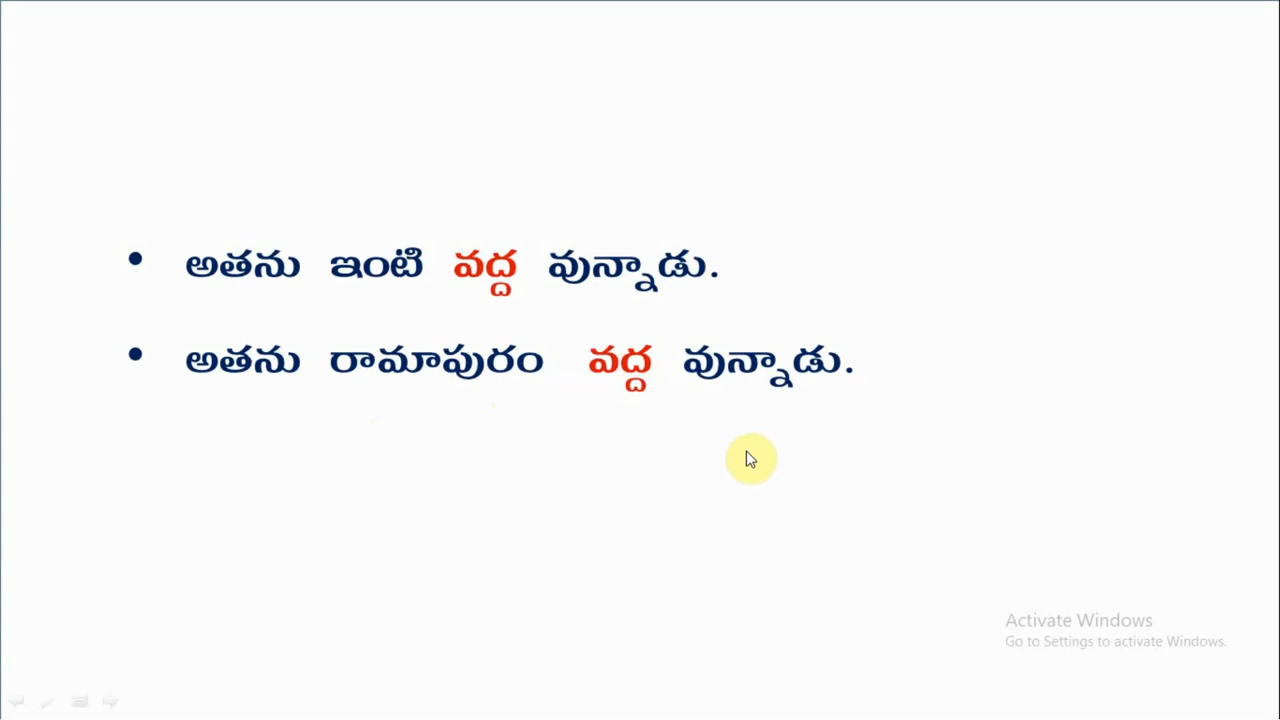 • అతను ఇంటి వద్ద వున్నాడు.
• అతను రామాపురం వద్ద వున్నాడు.
Activate Windows
Go to Settings to activate Windows.